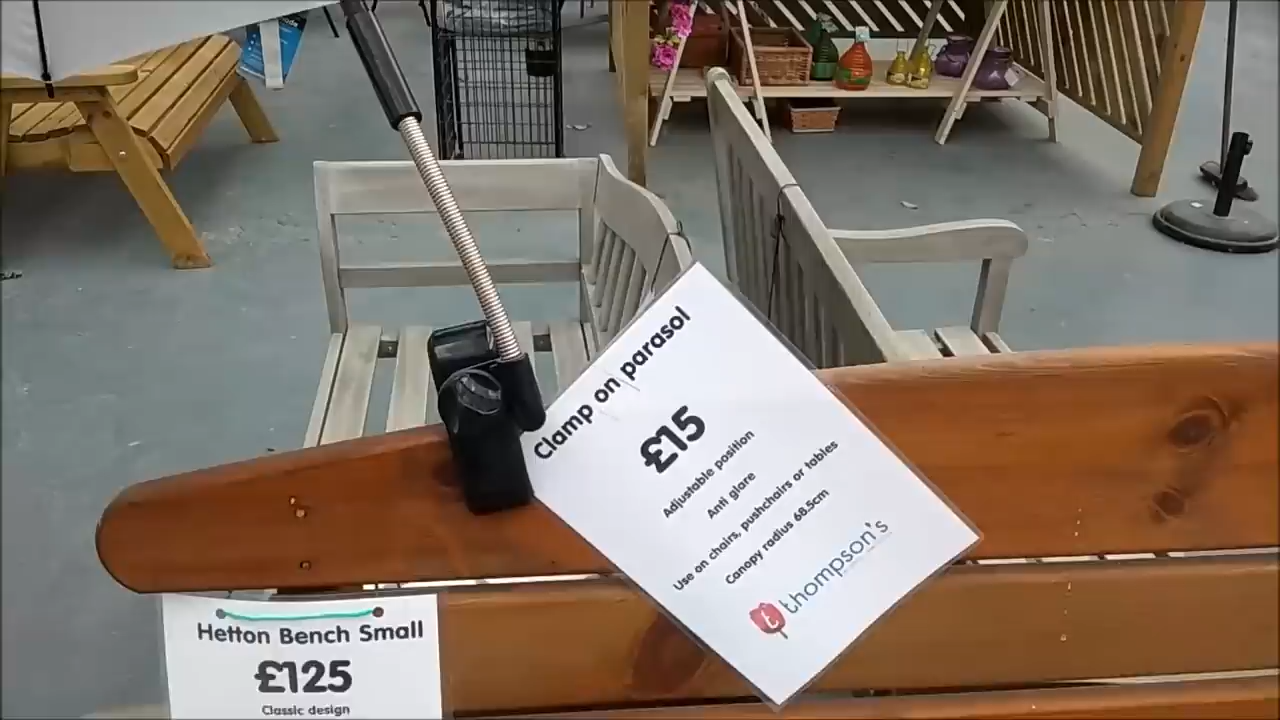 Clamp on parasol
£15
Adjustable position
Anti glare
Use on chairs, pushchairs or tables
Canopy radius 68.5cm
thompson's
Hetton Bench Small
£125
Classic design